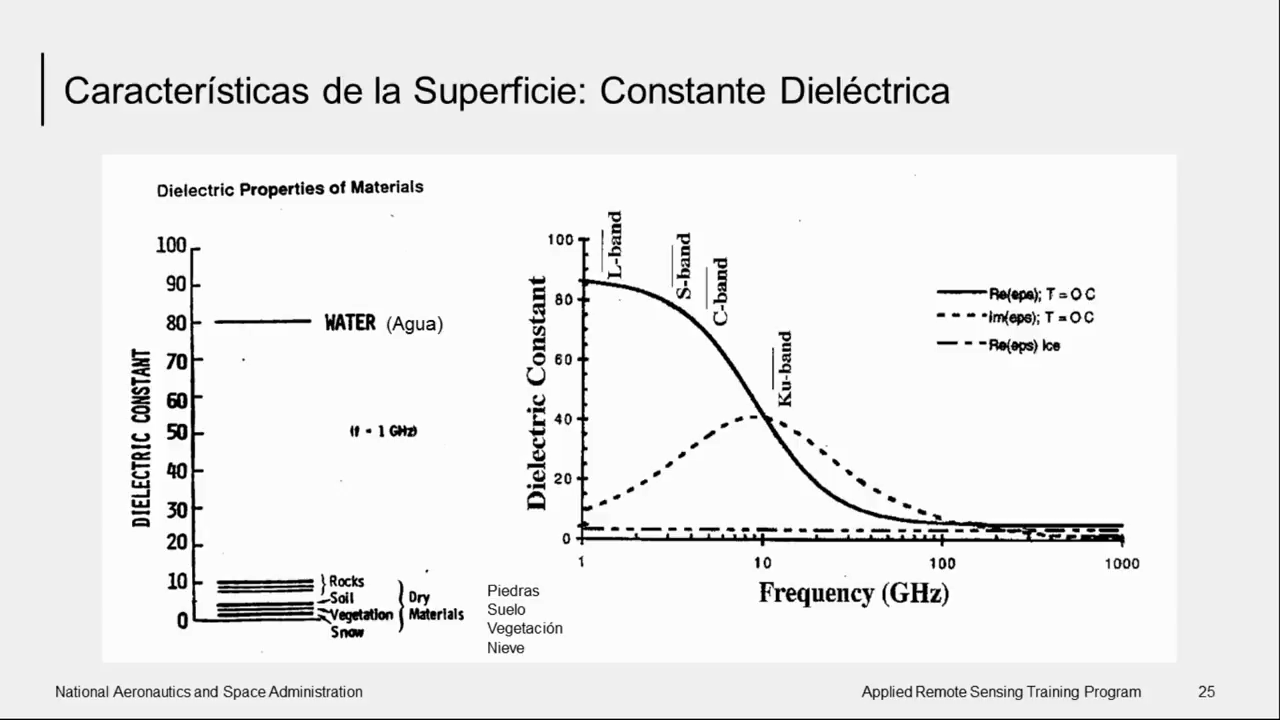 Características de la Superficie: Constante Dieléctrica
Dielectric Properties of Materials
DIELECTRIC CONSTANT
100
90
80
70
60
50
40
30
20
10
0
WATER (Agua)
(f = 1 GHz)
Rocks
Soil
Vegetation
Snow
Dry
Materials
Piedras
Suelo
Vegetación
Nieve
Dielectric Constant
100
80
60
40
20
0
L-band
S-band
C-band
Ku-band
Re(eps); T = 0 C
Im(eps); T = 0 C
Re(eps) Ice
1
10
100
1000
Frequency (GHz)
National Aeronautics and Space Administration
Applied Remote Sensing Training Program
25